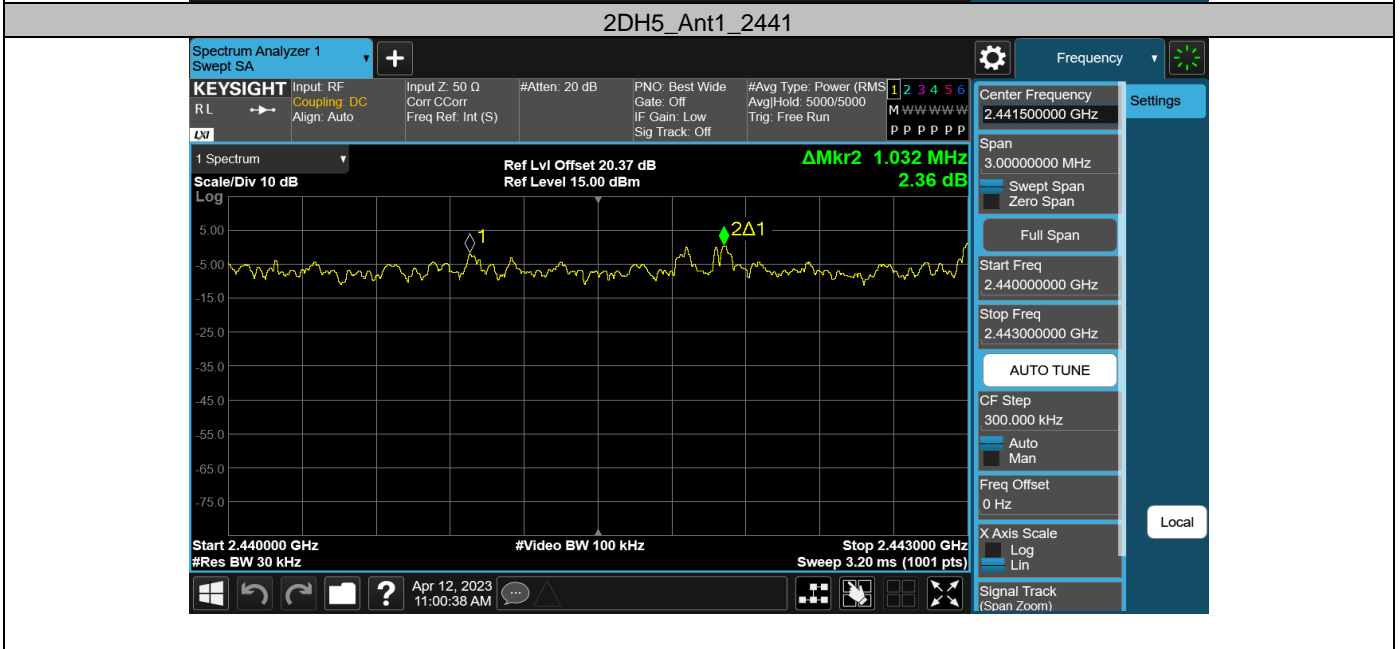 2DH5_Ant1_2441
Spectrum Analyzer 1
Swept SA
Frequency
KEYSIGHT
RL
LXI
Input: RF
Coupling: DC
Align: Auto
Input Z: 50 Ω
Corr CCorr
Freq Ref: Int (S)
#Atten: 20 dB
PNO: Best Wide
Gate: Off
IF Gain: Low
Sig Track: Off
#Avg Type: Power (RMS
Avg|Hold: 5000/5000
Trig: Free Run
1 2 3 4 5 6
M W W W W W
P P P P P P
1 Spectrum
Scale/Div 10 dB
Log
Ref Lvl Offset 20.37 dB
Ref Level 15.00 dBm
ΔMkr2 1.032 MHz
2.36 dB
1
2Δ1
5.00
-5.00
-15.0
-25.0
-35.0
-45.0
-55.0
-65.0
-75.0
Start 2.440000 GHz
#Res BW 30 kHz
#Video BW 100 kHz
Stop 2.443000 GHz
Sweep 3.20 ms (1001 pts)
Apr 12, 2023
11:00:38 AM
Center Frequency
2.441500000 GHz
Settings
Span
3.00000000 MHz
Swept Span
Zero Span
Full Span
Start Freq
2.440000000 GHz
Stop Freq
2.443000000 GHz
AUTO TUNE
CF Step
300.000 kHz
Auto
Man
Freq Offset
0 Hz
X Axis Scale
Log
Lin
Local
Signal Track
(Span Zoom)